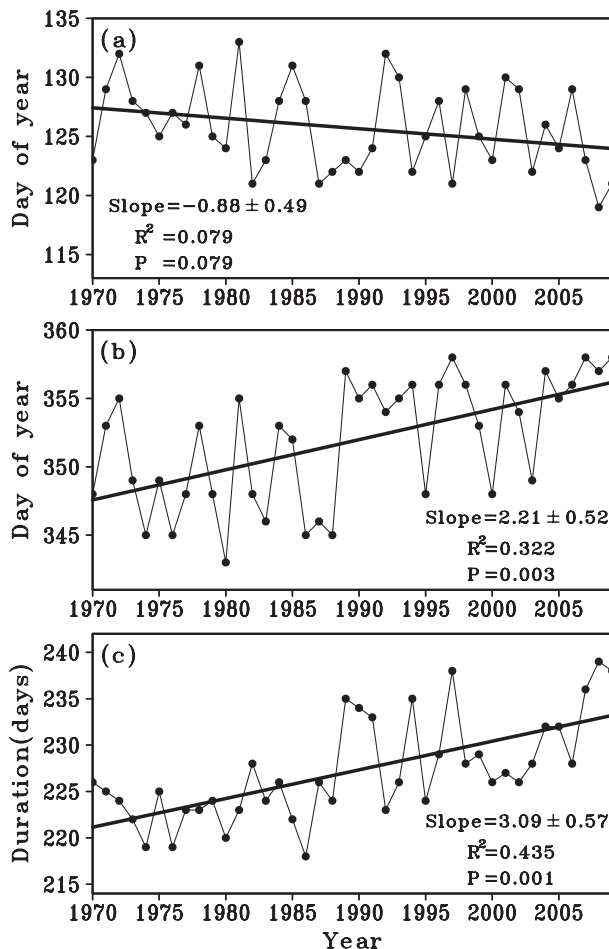 135
(a)
130
125
120
115
Day of year
Slope=−0.88 ± 0.49
R²=0.079
P =0.079
1970 1975 1980 1985 1990 1995 2000 2005
360
(b)
355
350
345
Day of year
Slope=2.21 ± 0.52
R²=0.322
P =0.003
1970 1975 1980 1985 1990 1995 2000 2005
240
(c)
235
230
225
220
215
Duration(days)
Slope=3.09 ± 0.57
R²=0.435
P =0.001
1970 1975 1980 1985 1990 1995 2000 2005
Year